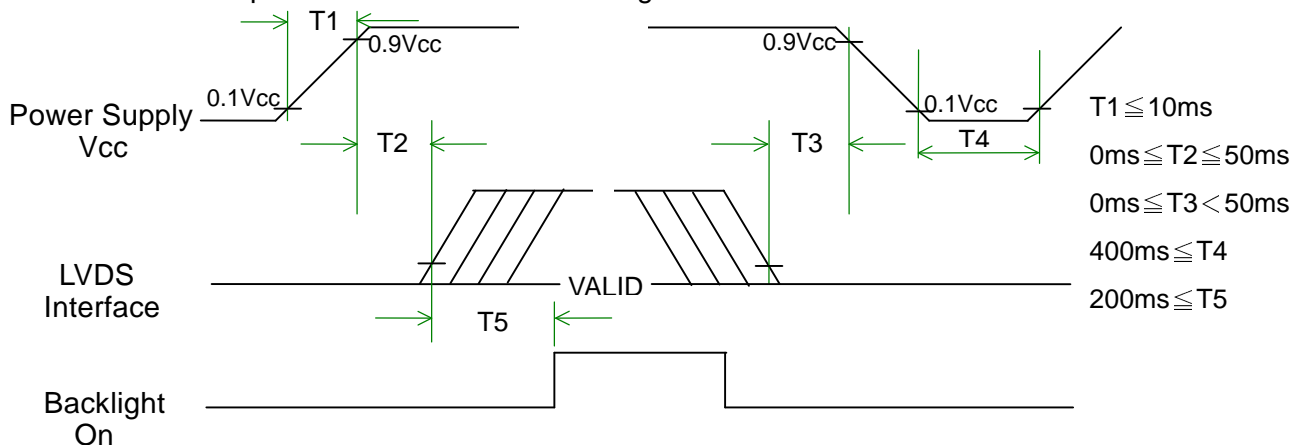 T1
0.9Vcc
0.9Vcc
0.1Vcc
0.1Vcc
Power Supply
Vcc
T2
T3
T4
T1≦10ms
0ms≦T2≦50ms
0ms≦T3<50ms
400ms≦T4
200ms≦T5
LVDS
Interface
VALID
T5
Backlight
On